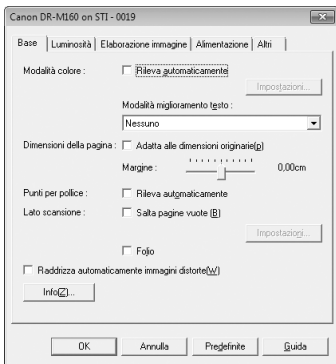 Canon DR-M160 on STI - 0019
Base Luminosità Elaborazione immagine Alimentazione Altri
Modalità colore : Rileva automaticamente
Impostazioni...
Modalità miglioramento testo :
Nessuno
Dimensioni della pagina : Adatta alle dimensioni originarie(p)
Margine : 0,00cm
Punti per pollice : Rileva automaticamente
Lato scansione : Salta pagine vuote (B)
Impostazioni...
Folio
Raddrizza automaticamente immagini distorte(W)
Info(Z)...
OK Annulla Predefinite Guida